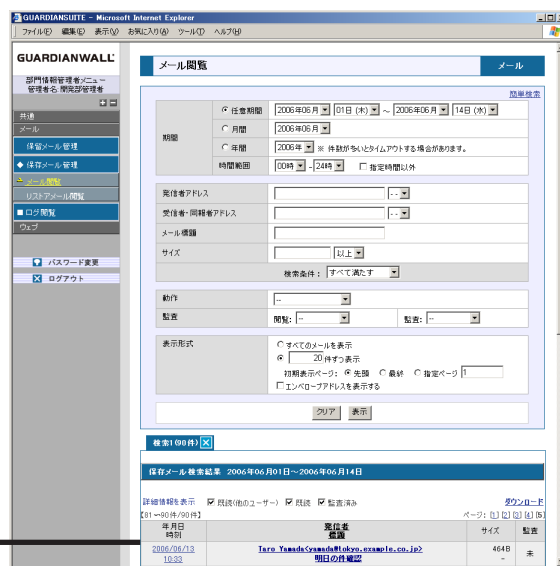 GUARDIANSUITE - Microsoft Internet Explorer
ファイル(F) 編集(E) 表示(V) お気に入り(A) ツール(T) ヘルプ(H)
GUARDIANWALL
部門情報管理者メニュー
管理者名:開発部管理者
共通
メール
保留メール管理
◆ 保存メール管理
メール閲覧
リストアメール閲覧
■ ログ閲覧
ウェブ
パスワード変更
ログアウト
メール閲覧 メール
簡単検索
期間
任意期間 2006年06月 01日 (木) ~ 2006年06月 14日 (水)
月間 2006年06月
年間 2006年 ※ 件数が多いとタイムアウトする場合があります。
時間範囲 00時 - 24時 指定時間以外
発信者アドレス --
受信者・同報者アドレス --
メール標題
サイズ 以上
検索条件: すべて満たす
動作 --
監査 閲覧: -- 監査: --
表示形式
すべてのメールを表示
20 件ずつ表示
初期表示ページ: 先頭 最終 指定ページ 1
エンベロープアドレスを表示する
クリア 表示
検索1(90件)
保存メール検索結果 2006年06月01日~2006年06月14日
詳細情報を表示 既読(他のユーザー) 既読 監査済み ダウンロード
【81~90件/90件】 ページ: [1] [2] [3] [4] [5]
年月日
時刻
発信者
標題
サイズ 監査
2006/06/13
10:33
Taro Yamada<yamada@tokyo.example.co.jp>
明日の件確認
464B
-
未